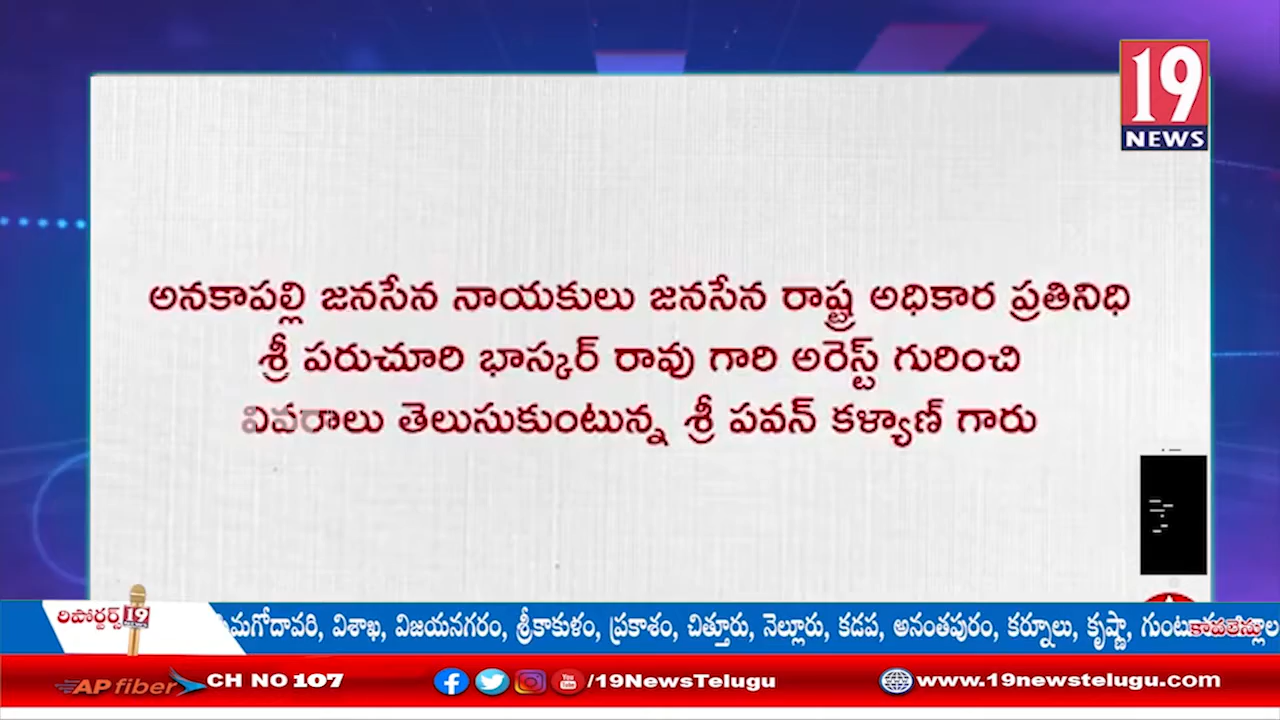 19
NEWS
అనకాపల్లి జనసేన నాయకులు జనసేన రాష్ట్ర అధికార ప్రతినిధి
శ్రీ పరుచూరి భాస్కర్ రావు గారి అరెస్ట్ గురించి
వివరాలు తెలుసుకుంటున్న శ్రీ పవన్ కళ్యాణ్ గారు
రిపోర్టర్స్ 19 విశాఖ, విజయనగరం, శ్రీకాకుళం, ప్రకాశం, చిత్తూరు, నెల్లూరు, కడప, అనంతపురం, కర్నూలు, కృష్ణా,
AP fiber CH NO 107 /19NewsTelugu www.19newstelugu.com